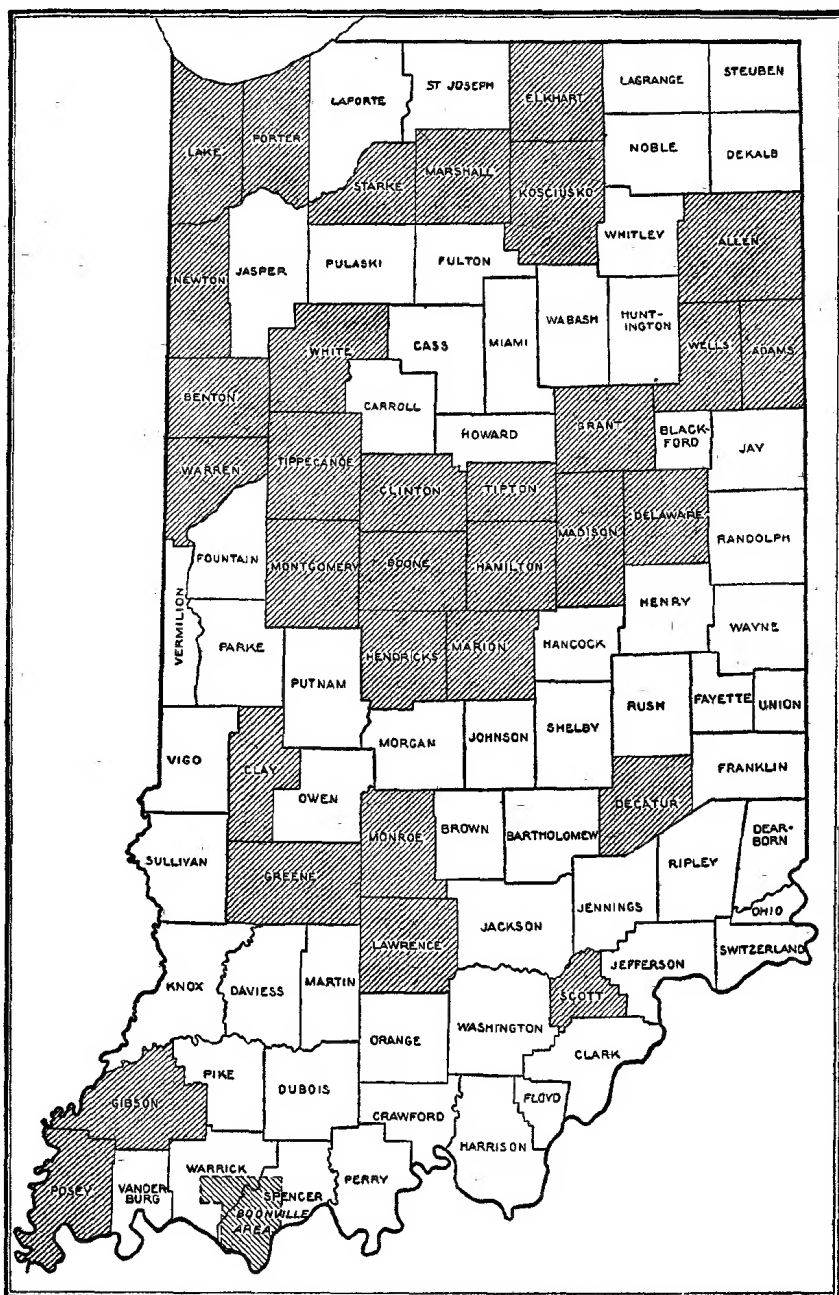 LAPORTE
ST JOSEPH
ELKHART
LAGRANGE
STEUBEN
LAKE
PORTER
NOBLE
DEKALB
STARKE
MARSHALL
KOSCIUSKO
WHITLEY
ALLEN
NEWTON
JASPER
PULASKI
FULTON
WABASH
HUNT-
INGTON
WHITE
CASS
MIAMI
WELLS
ADAMS
BENTON
CARROLL
HOWARD
GRANT
BLACK-
FORD
JAY
WARREN
TIPPECANOE
CLINTON
TIPTON
MADISON
DELAWARE
RANDOLPH
FOUNTAIN
MONTGOMERY
BOONE
HAMILTON
HENRY
WAYNE
VERMILION
PARKE
PUTNAM
HENDRICKS
MARION
HANCOCK
RUSH
FAYETTE
UNION
VIGO
CLAY
OWEN
MORGAN
JOHNSON
SHELBY
FRANKLIN
DECATUR
SULLIVAN
GREENE
MONROE
BROWN
BARTHOLOMEW
DEAR-
BORN
RIPLEY
JENNINGS
OHIO
LAWRENCE
JACKSON
SWITZERLAND
JEFFERSON
KNOX
DAVIESS
MARTIN
SCOTT
ORANGE
WASHINGTON
CLARK
GIBSON
PIKE
DUBOIS
CRAWFORD
FLOYD
HARRISON
POSEY
VANDER
BURG
WARRICK
SPENCER
PERRY
BOONVILLE
AREA